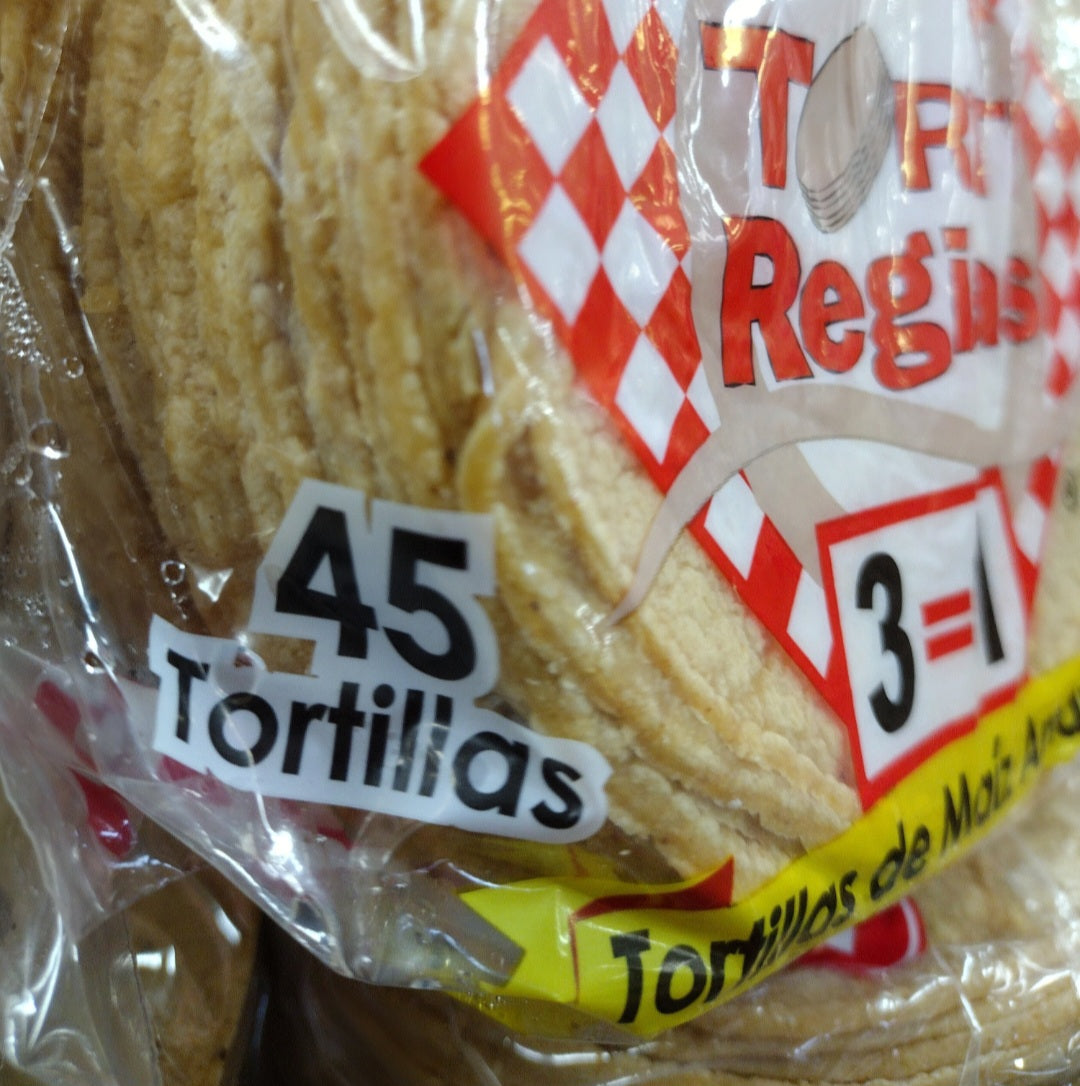 Regias
3=1
45
Tortillas
Tortillas de Maíz